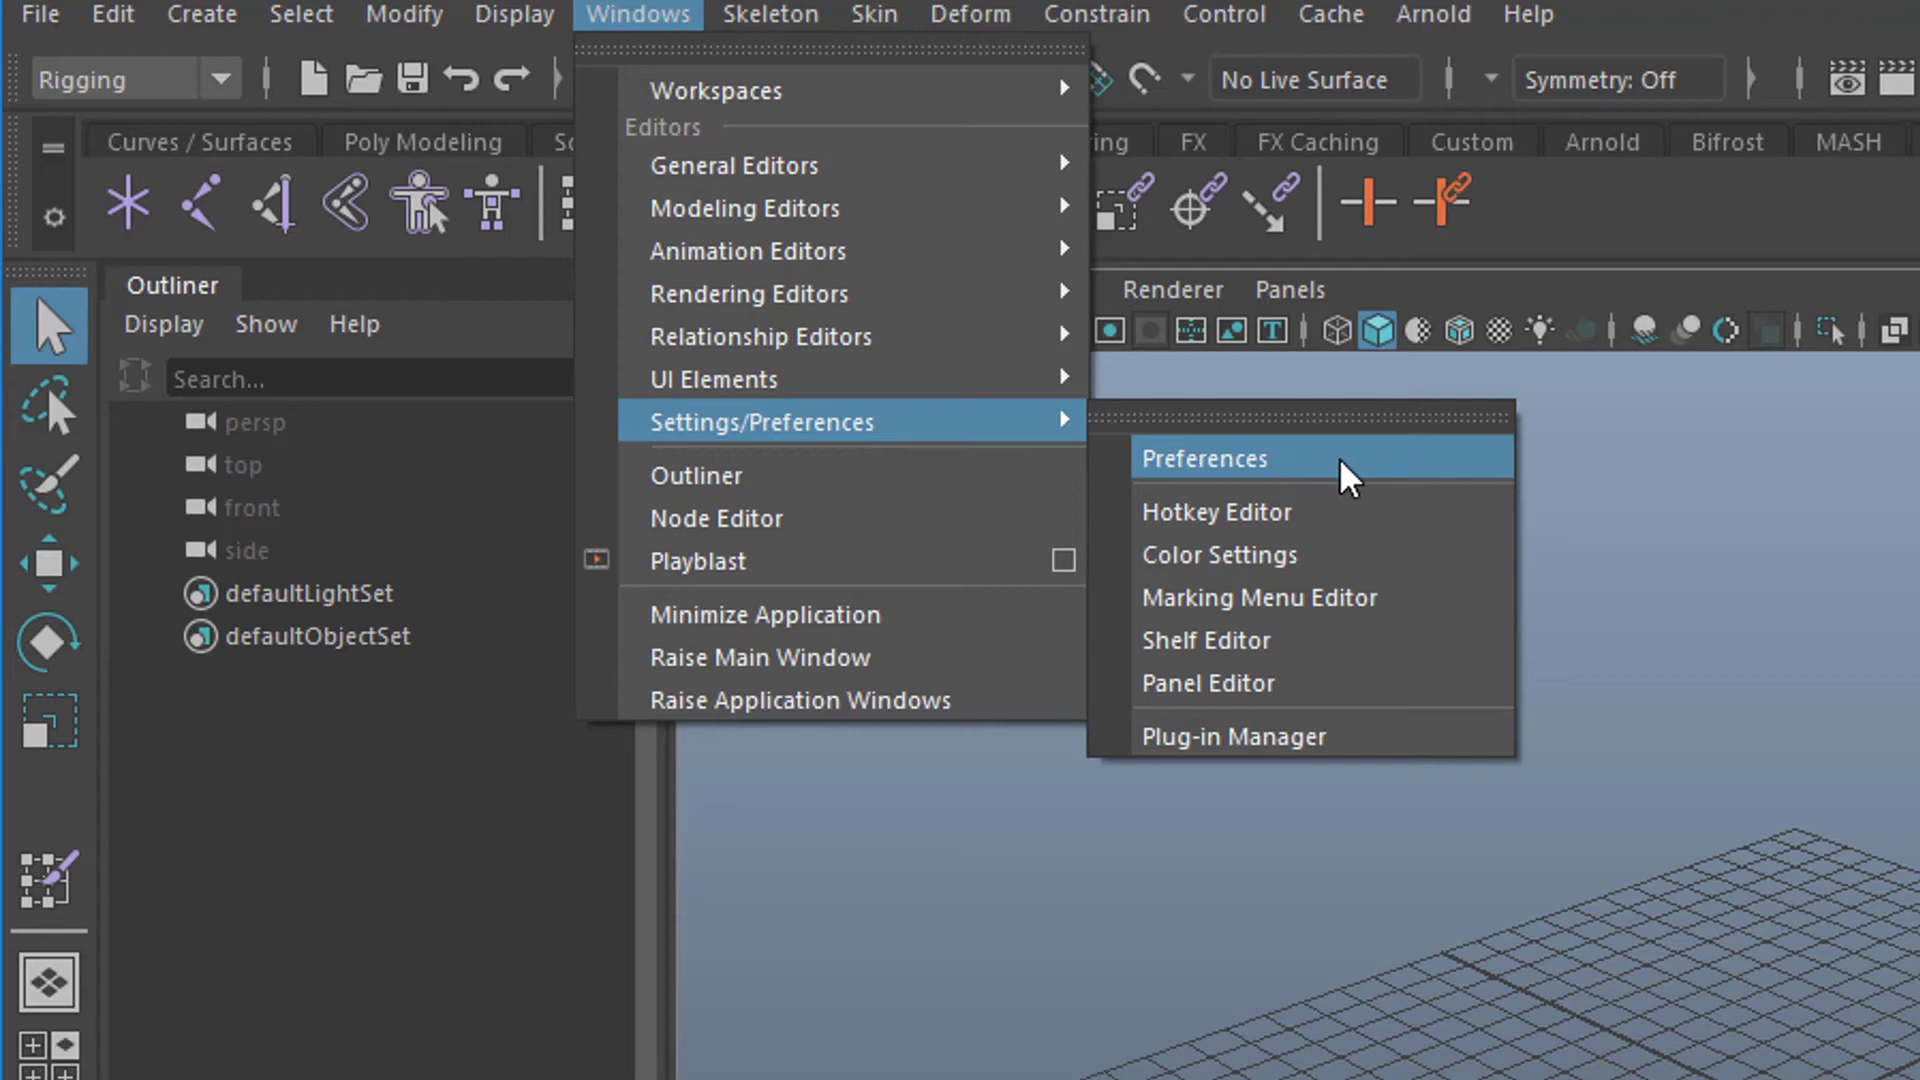 File Edit Create Select Modify Display Windows Skeleton Skin Deform Constrain Control Cache Arnold Help
Rigging
No Live Surface
Symmetry: Off
Curves / Surfaces Poly Modeling
FX FX Caching Custom Arnold Bifrost MASH
Workspaces
Editors
General Editors
Modeling Editors
Animation Editors
Rendering Editors
Relationship Editors
UI Elements
Settings/Preferences
Outliner
Node Editor
Playblast
Minimize Application
Raise Main Window
Raise Application Windows
Preferences
Hotkey Editor
Color Settings
Marking Menu Editor
Shelf Editor
Panel Editor
Plug-in Manager
Renderer Panels
Outliner
Display Show Help
Search...
persp
top
front
side
defaultLightSet
defaultObjectSet